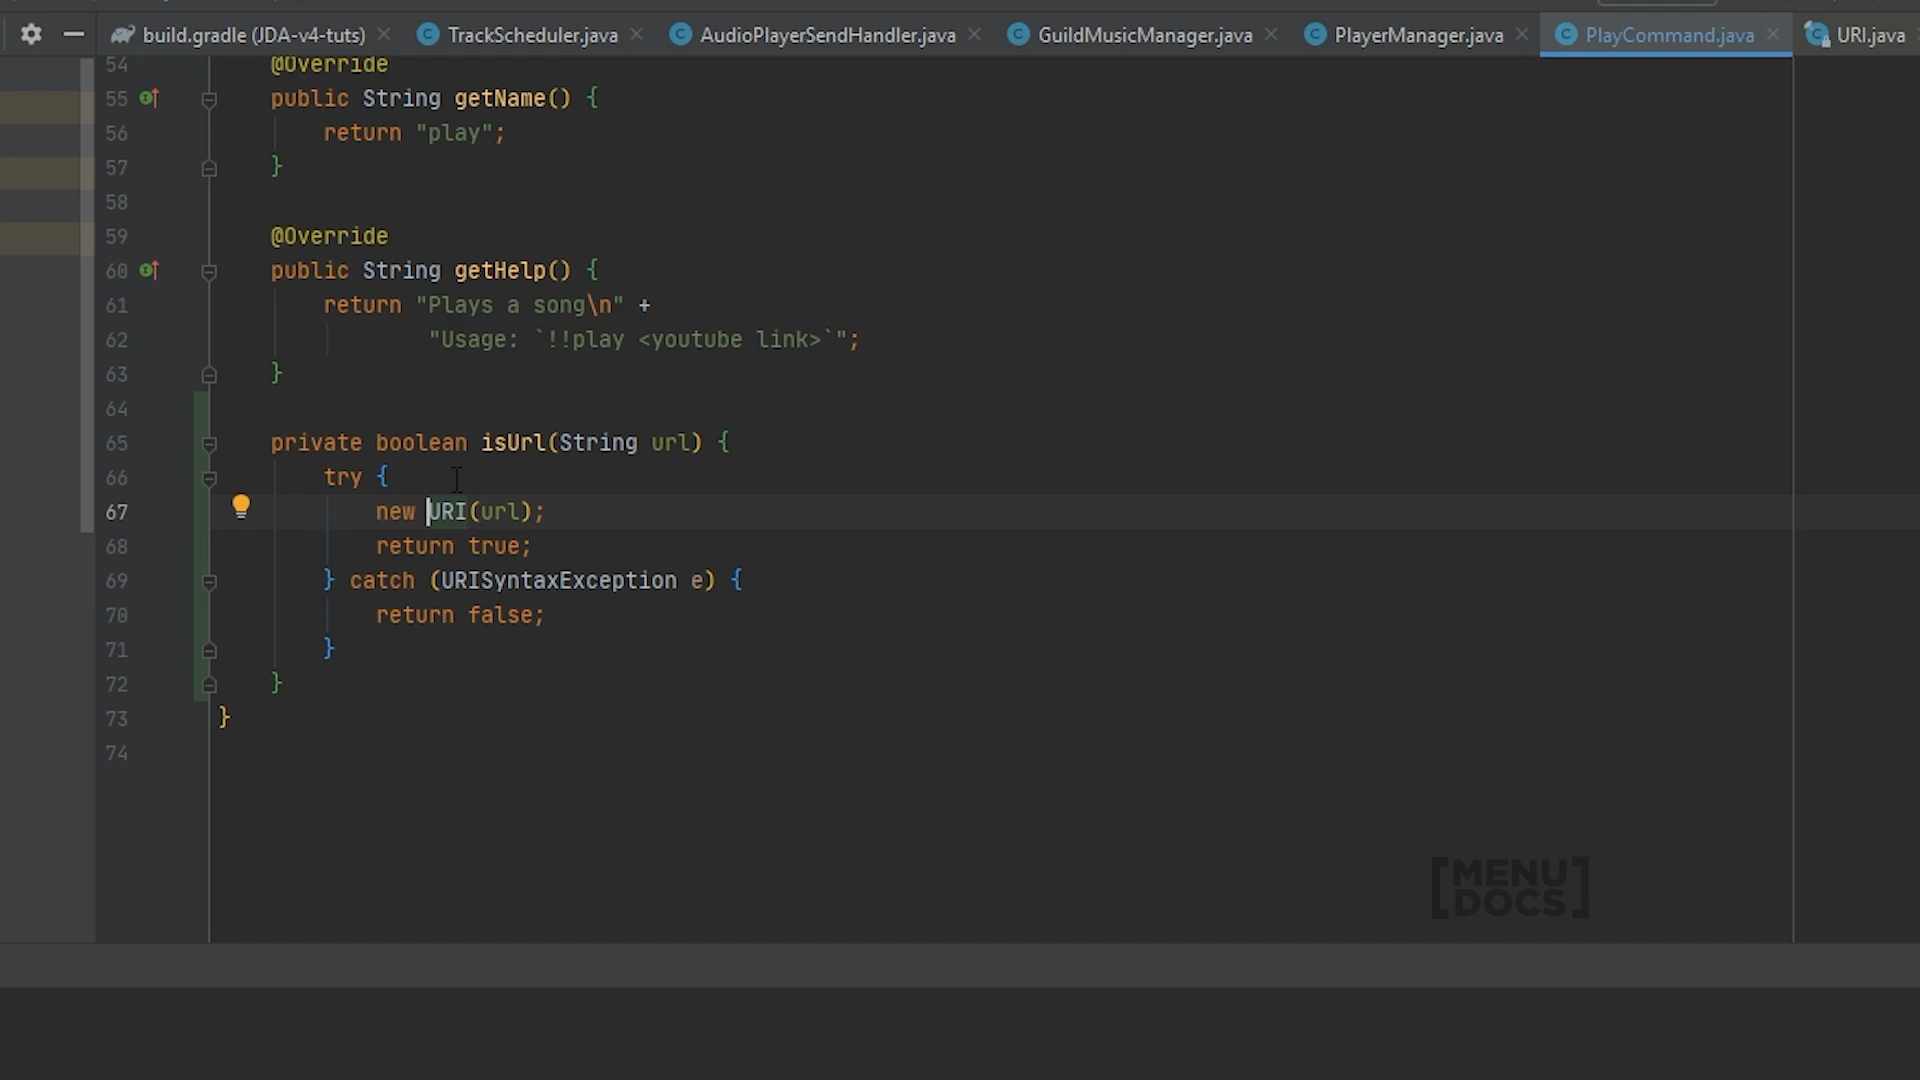 build.gradle (JDA-v4-tuts) TrackScheduler.java AudioPlayerSendHandler.java GuildMusicManager.java PlayerManager.java PlayCommand.java URI.java
54 @Override
55 public String getName() {
56 return "play";
57 }
58
59 @Override
60 public String getHelp() {
61 return "Plays a song\n" +
62 "Usage: `!!play <youtube link>`";
63 }
64
65 private boolean isUrl(String url) {
66 try {
67 new URI(url);
68 return true;
69 } catch (URISyntaxException e) {
70 return false;
71 }
72 }
73 }
74
[MENU
DOCS]